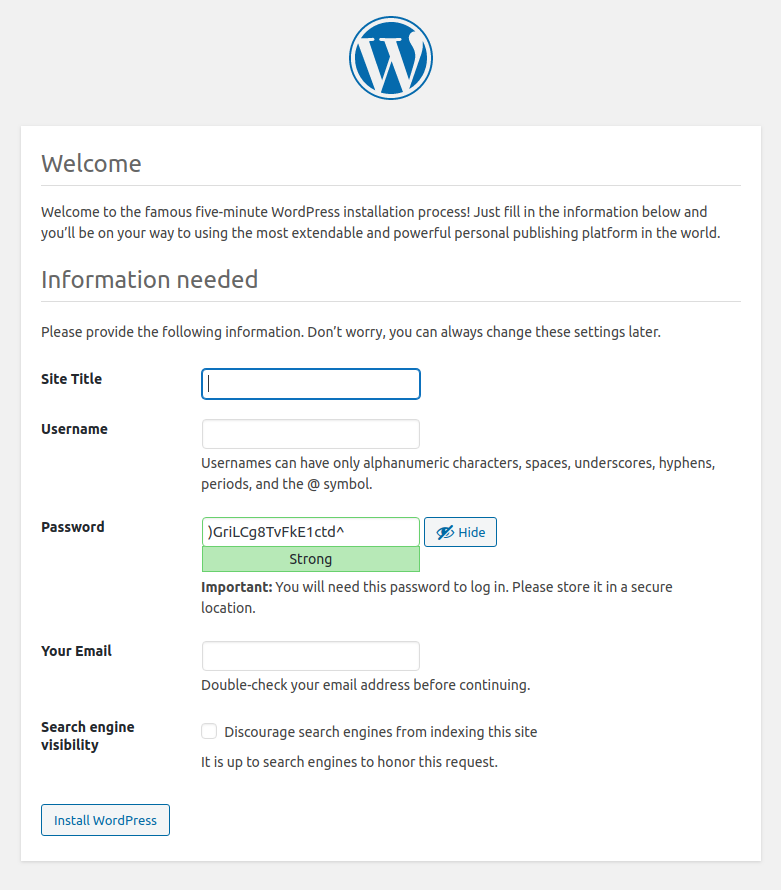 Welcome
Welcome to the famous five-minute WordPress installation process! Just fill in the information below and
you’ll be on your way to using the most extendable and powerful personal publishing platform in the world.
Information needed
Please provide the following information. Don’t worry, you can always change these settings later.
Site Title
Username
Usernames can have only alphanumeric characters, spaces, underscores, hyphens,
periods, and the @ symbol.
Password
)GriLCg8TvFkE1ctd^
Hide
Strong
Important: You will need this password to log in. Please store it in a secure
location.
Your Email
Double-check your email address before continuing.
Search engine
visibility
Discourage search engines from indexing this site
It is up to search engines to honor this request.
Install WordPress